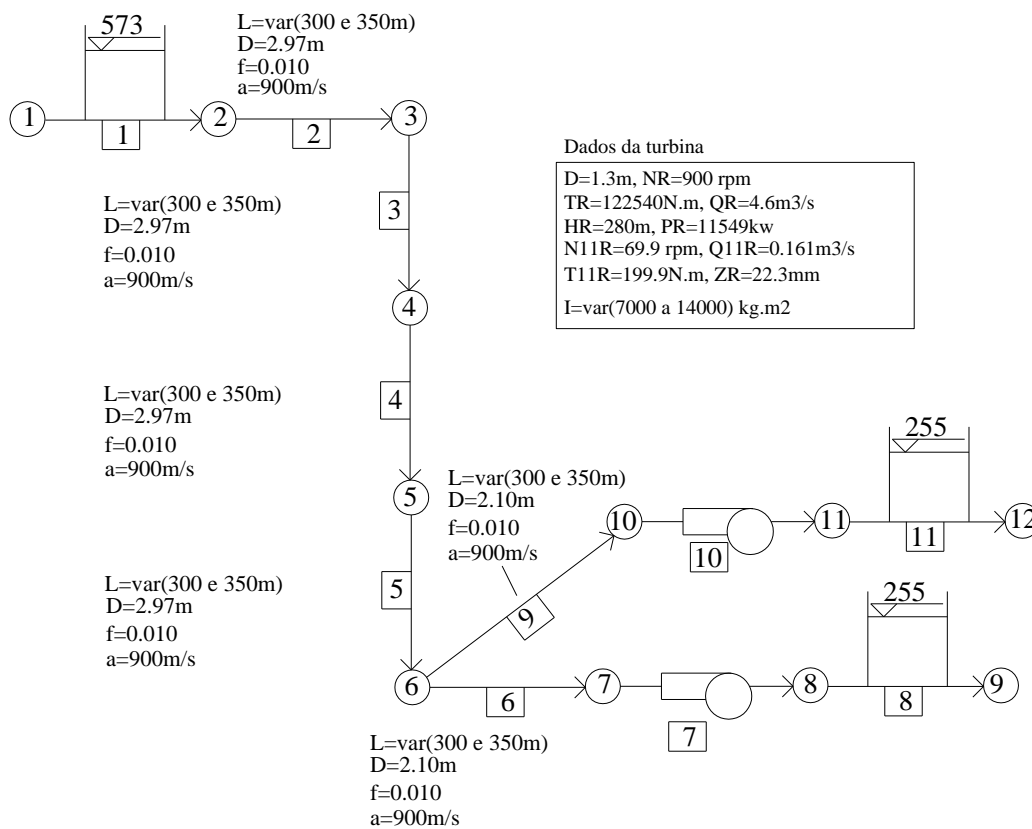 573
L=var(300 e 350m)
D=2.97m
f=0.010
a=900m/s
1
2
3
1
2
Dados da turbina
D=1.3m, NR=900 rpm
TR=122540N.m, QR=4.6m3/s
HR=280m, PR=11549kw
N11R=69.9 rpm, Q11R=0.161m3/s
T11R=199.9N.m, ZR=22.3mm
I=var(7000 a 14000) kg.m2
L=var(300 e 350m)
D=2.97m
f=0.010
a=900m/s
3
4
L=var(300 e 350m)
D=2.97m
f=0.010
a=900m/s
4
5
L=var(300 e 350m)
D=2.10m
f=0.010
a=900m/s
255
10
11
12
10
11
L=var(300 e 350m)
D=2.97m
f=0.010
a=900m/s
5
9
255
6
7
8
9
6
7
8
L=var(300 e 350m)
D=2.10m
f=0.010
a=900m/s